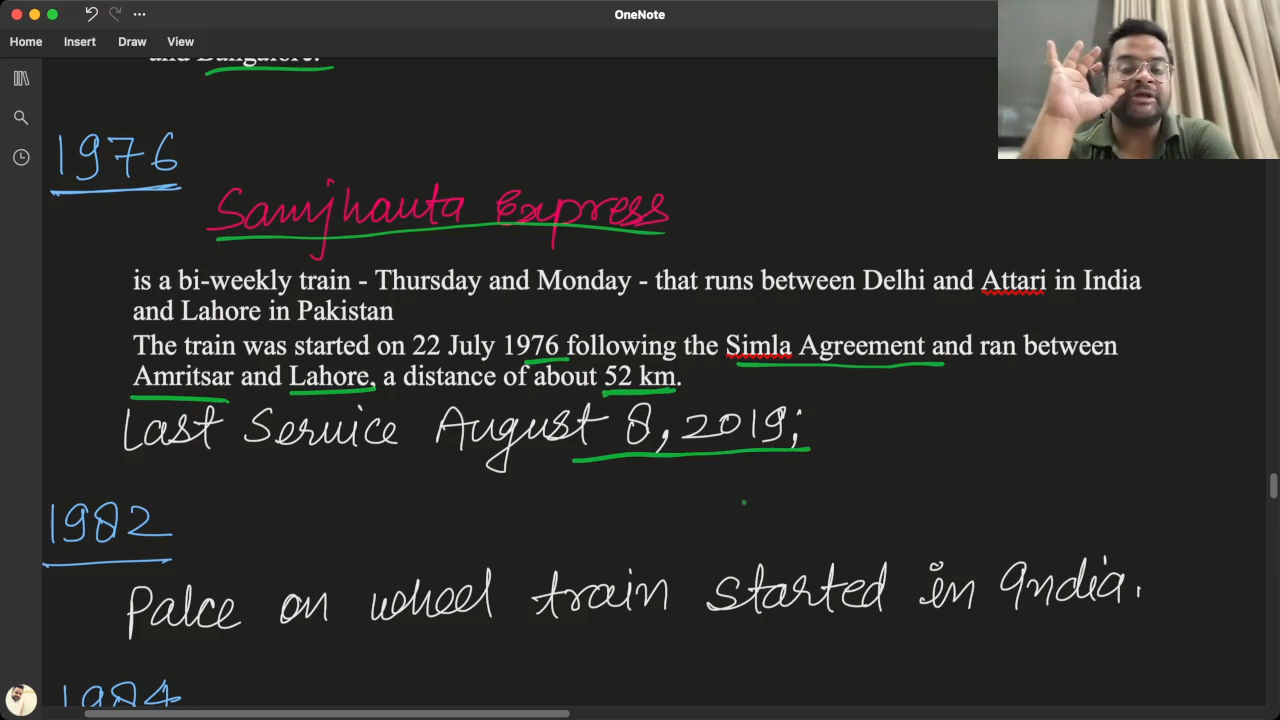 OneNote
Home Insert Draw View
and Bangalore.
1976
Samjhauta Express
is a bi-weekly train - Thursday and Monday - that runs between Delhi and Attari in India
and Lahore in Pakistan
The train was started on 22 July 1976 following the Simla Agreement and ran between
Amritsar and Lahore, a distance of about 52 km.
Last Service August 8, 2019;
1982
Palce on wheel train started in India.
1984